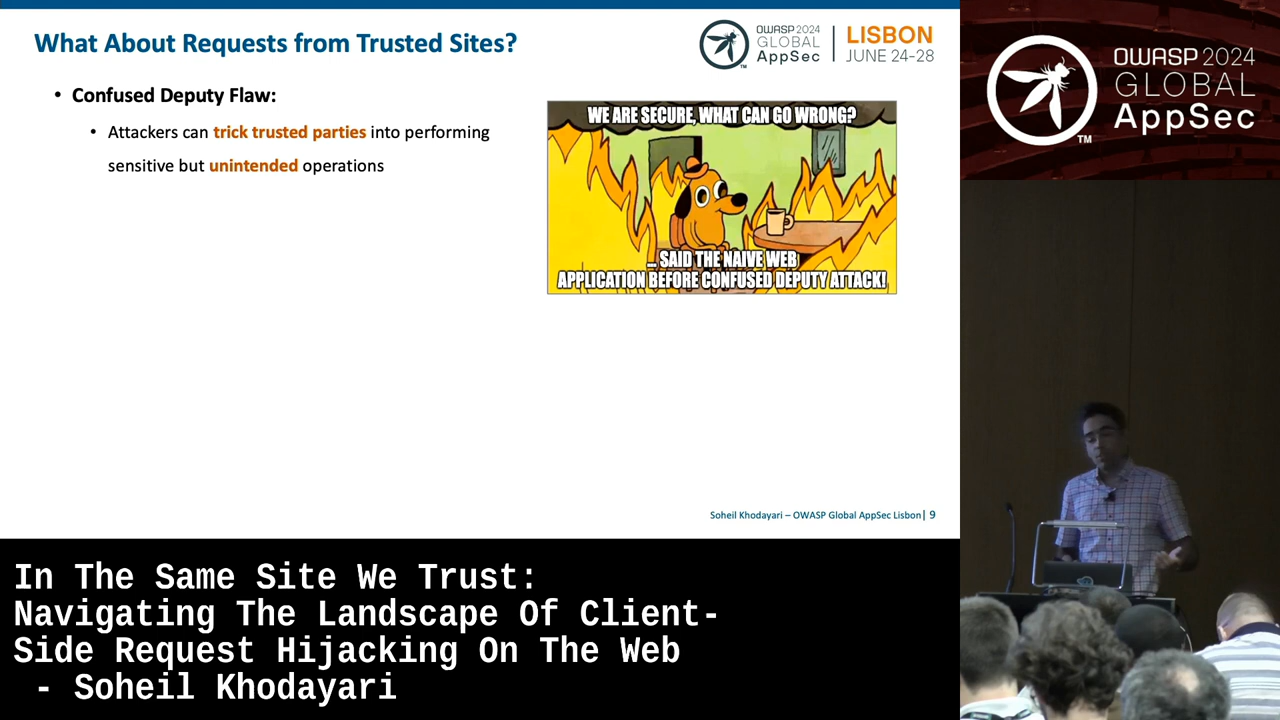 What About Requests from Trusted Sites?
OWASP 2024
GLOBAL
AppSec
TM
LISBON
JUNE 24-28
• Confused Deputy Flaw:
• Attackers can trick trusted parties into performing
sensitive but unintended operations
WE ARE SECURE, WHAT CAN GO WRONG?
... SAID THE NAIVE WEB
APPLICATION BEFORE CONFUSED DEPUTY ATTACK!
Soheil Khodayari – OWASP Global AppSec Lisbon| 9
OWASP 2024
GLOBAL
AppSec
TM
In The Same Site We Trust:
Navigating The Landscape Of Client-
Side Request Hijacking On The Web
- Soheil Khodayari